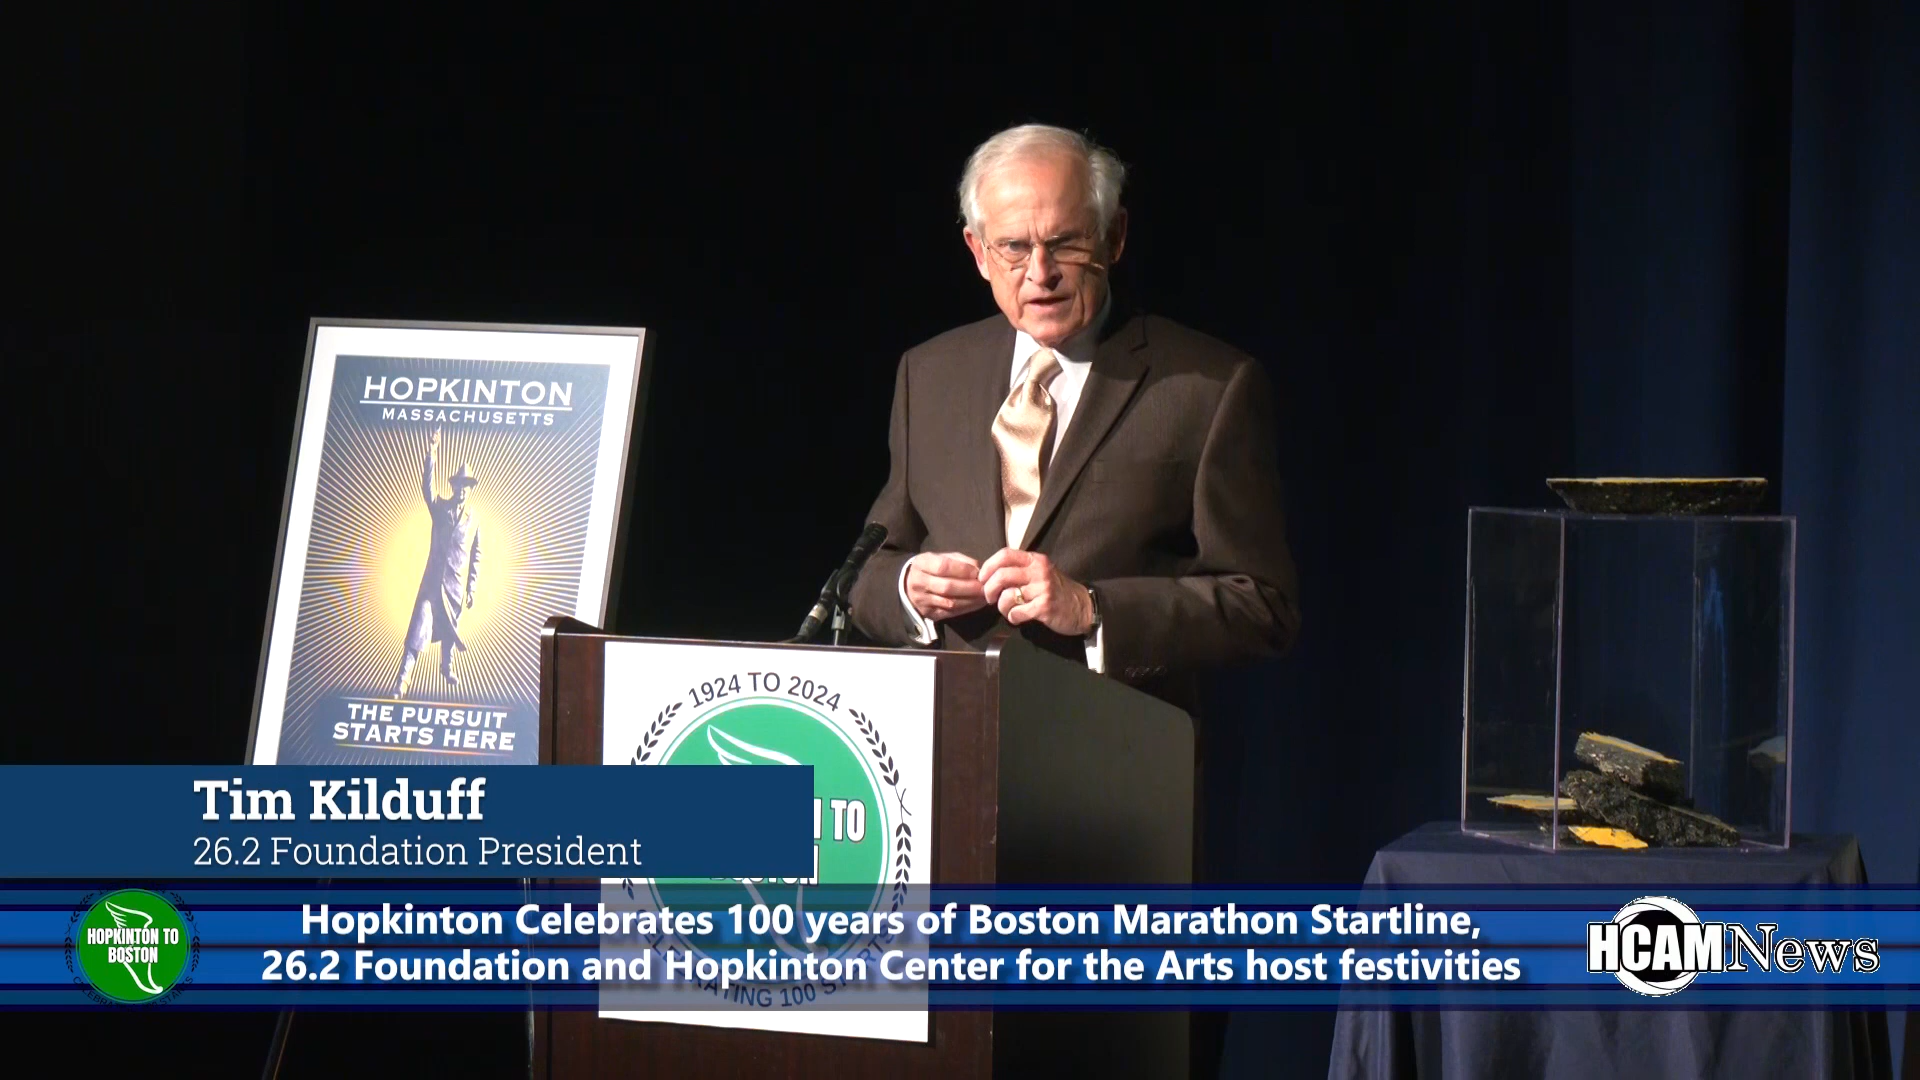 HOPKINTON
MASSACHUSETTS
THE PURSUIT
STARTS HERE
1924 TO 2024
TO
Tim Kilduff
26.2 Foundation President
HOPKINTON TO
BOSTON
Hopkinton Celebrates 100 years of Boston Marathon Startline,
26.2 Foundation and Hopkinton Center for the Arts host festivities
HCAM News